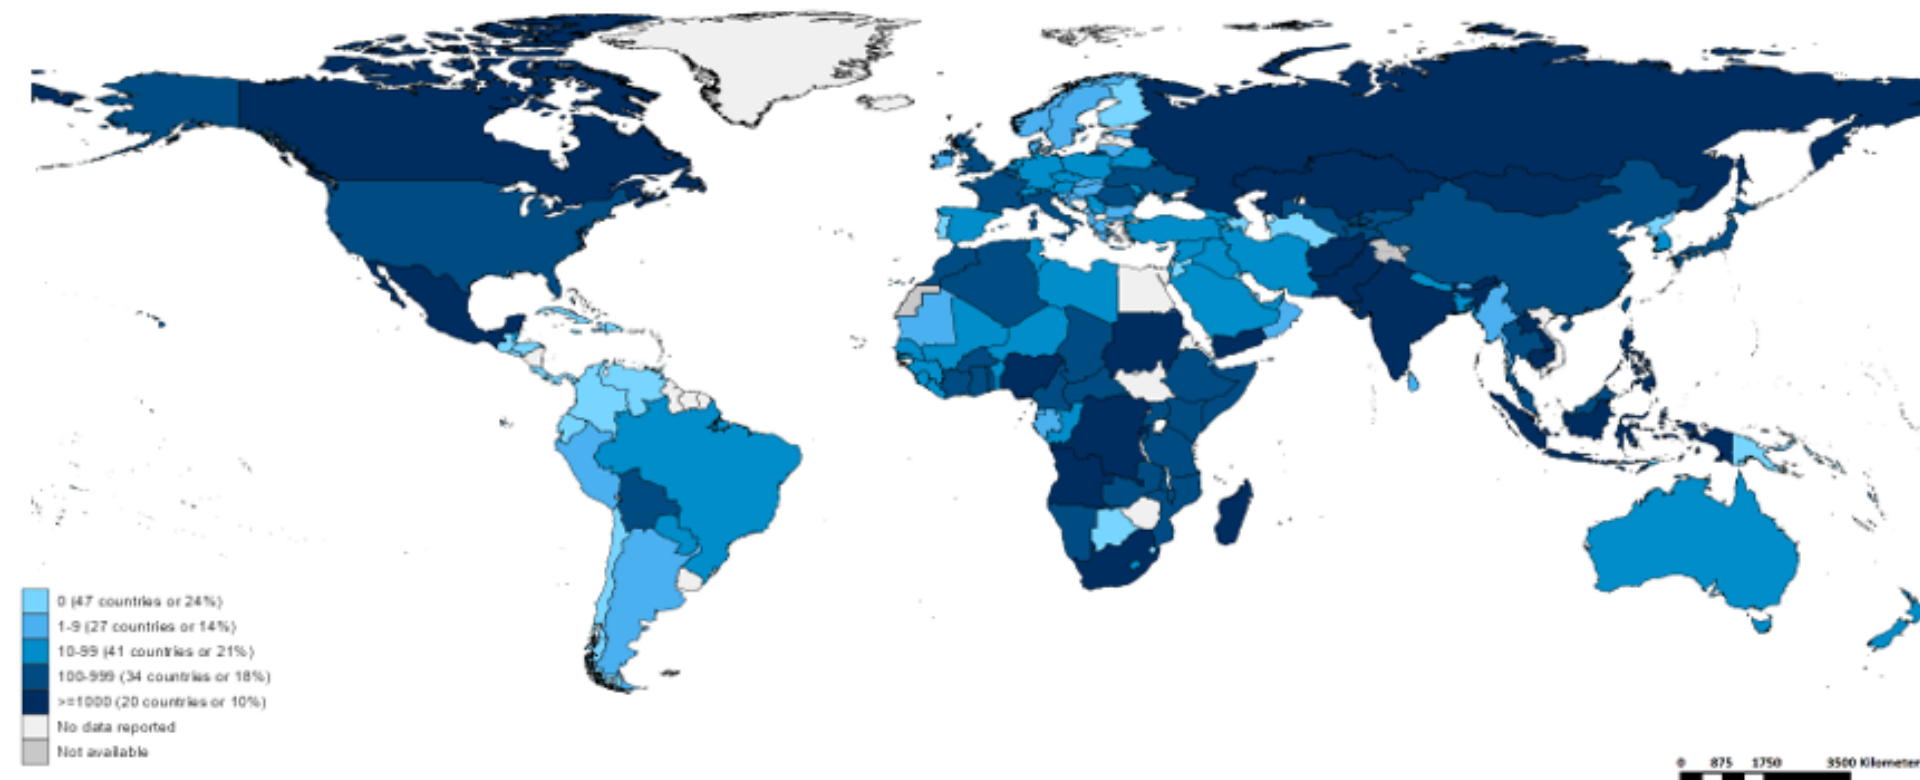 0 (47 countries or 24%)
1-9 (27 countries or 14%)
10-99 (41 countries or 21%)
100-999 (34 countries or 18%)
>=1000 (20 countries or 10%)
No data reported
Not available
0 875 1750 3500 Kilometer